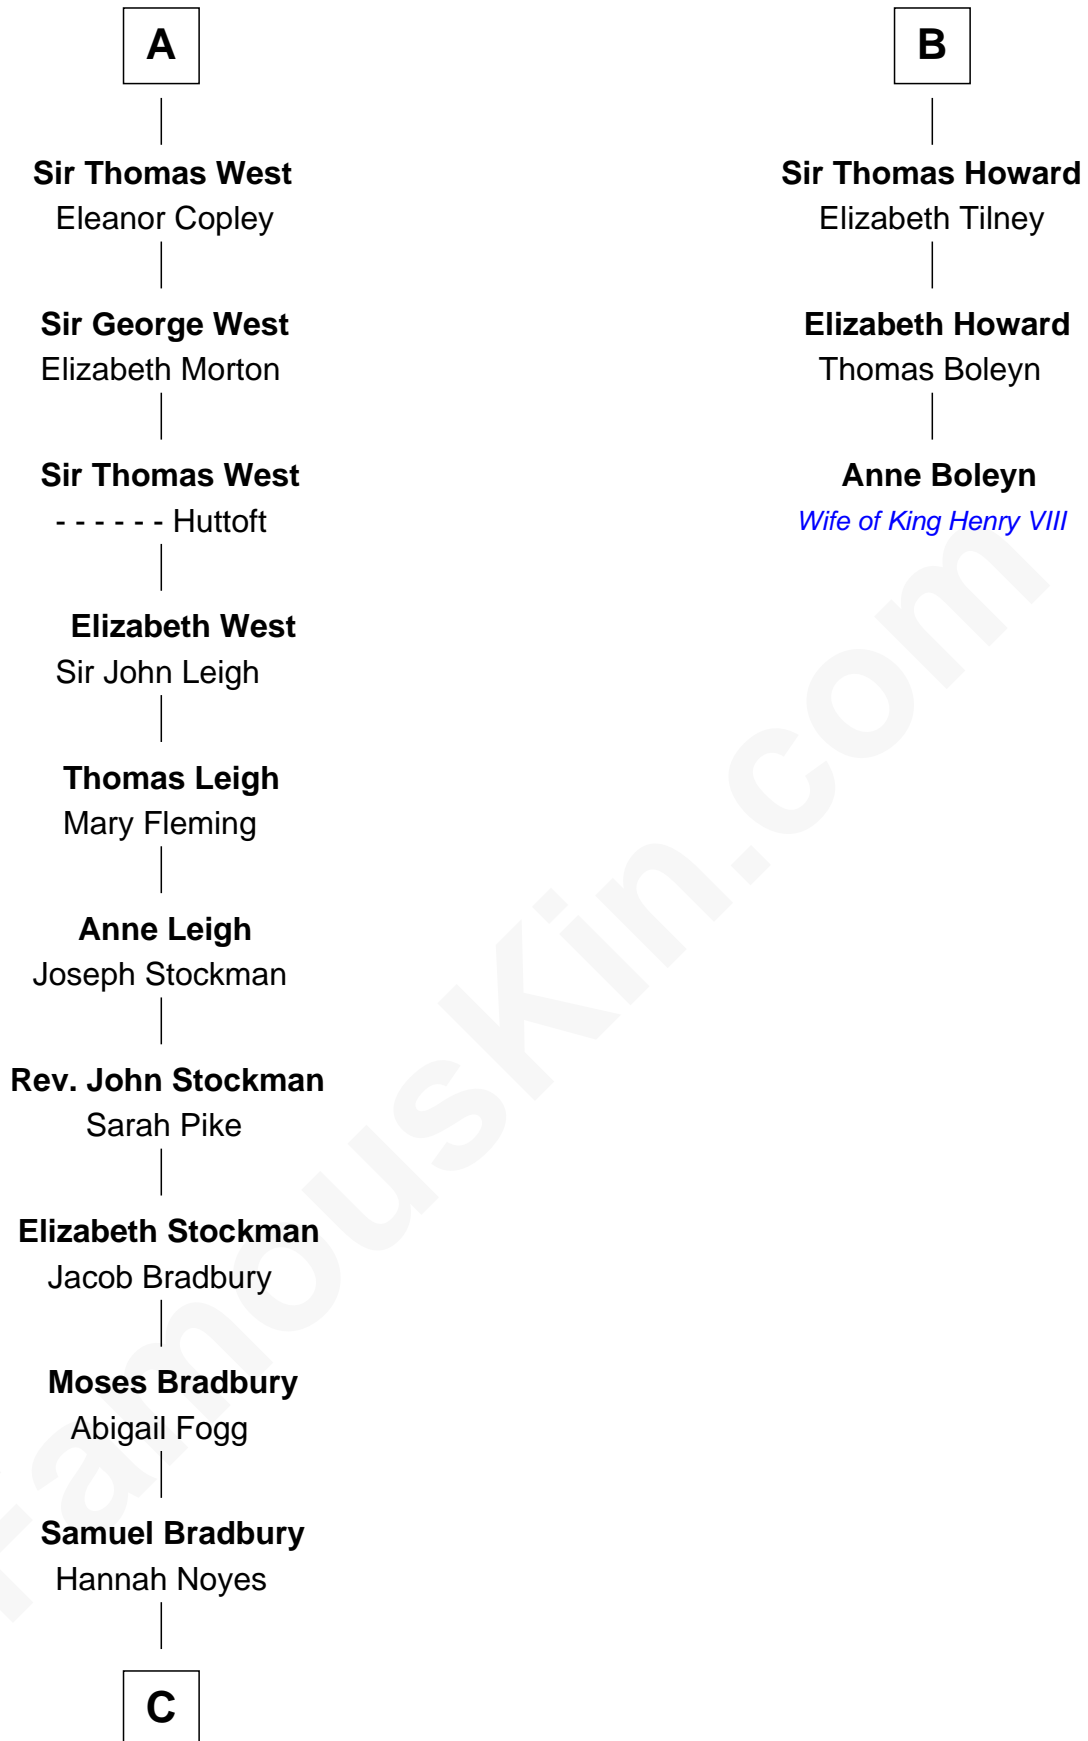 A
Sir Thomas West
Eleanor Copley
Sir George West
Elizabeth Morton
Sir Thomas West
- - - - - - Huttoft
Elizabeth West
Sir John Leigh
Thomas Leigh
Mary Fleming
Anne Leigh
Joseph Stockman
Rev. John Stockman
Sarah Pike
Elizabeth Stockman
Jacob Bradbury
Moses Bradbury
Abigail Fogg
Samuel Bradbury
Hannah Noyes
C
B
Sir Thomas Howard
Elizabeth Tilney
Elizabeth Howard
Thomas Boleyn
Anne Boleyn
Wife of King Henry VIII
FamousKin.com